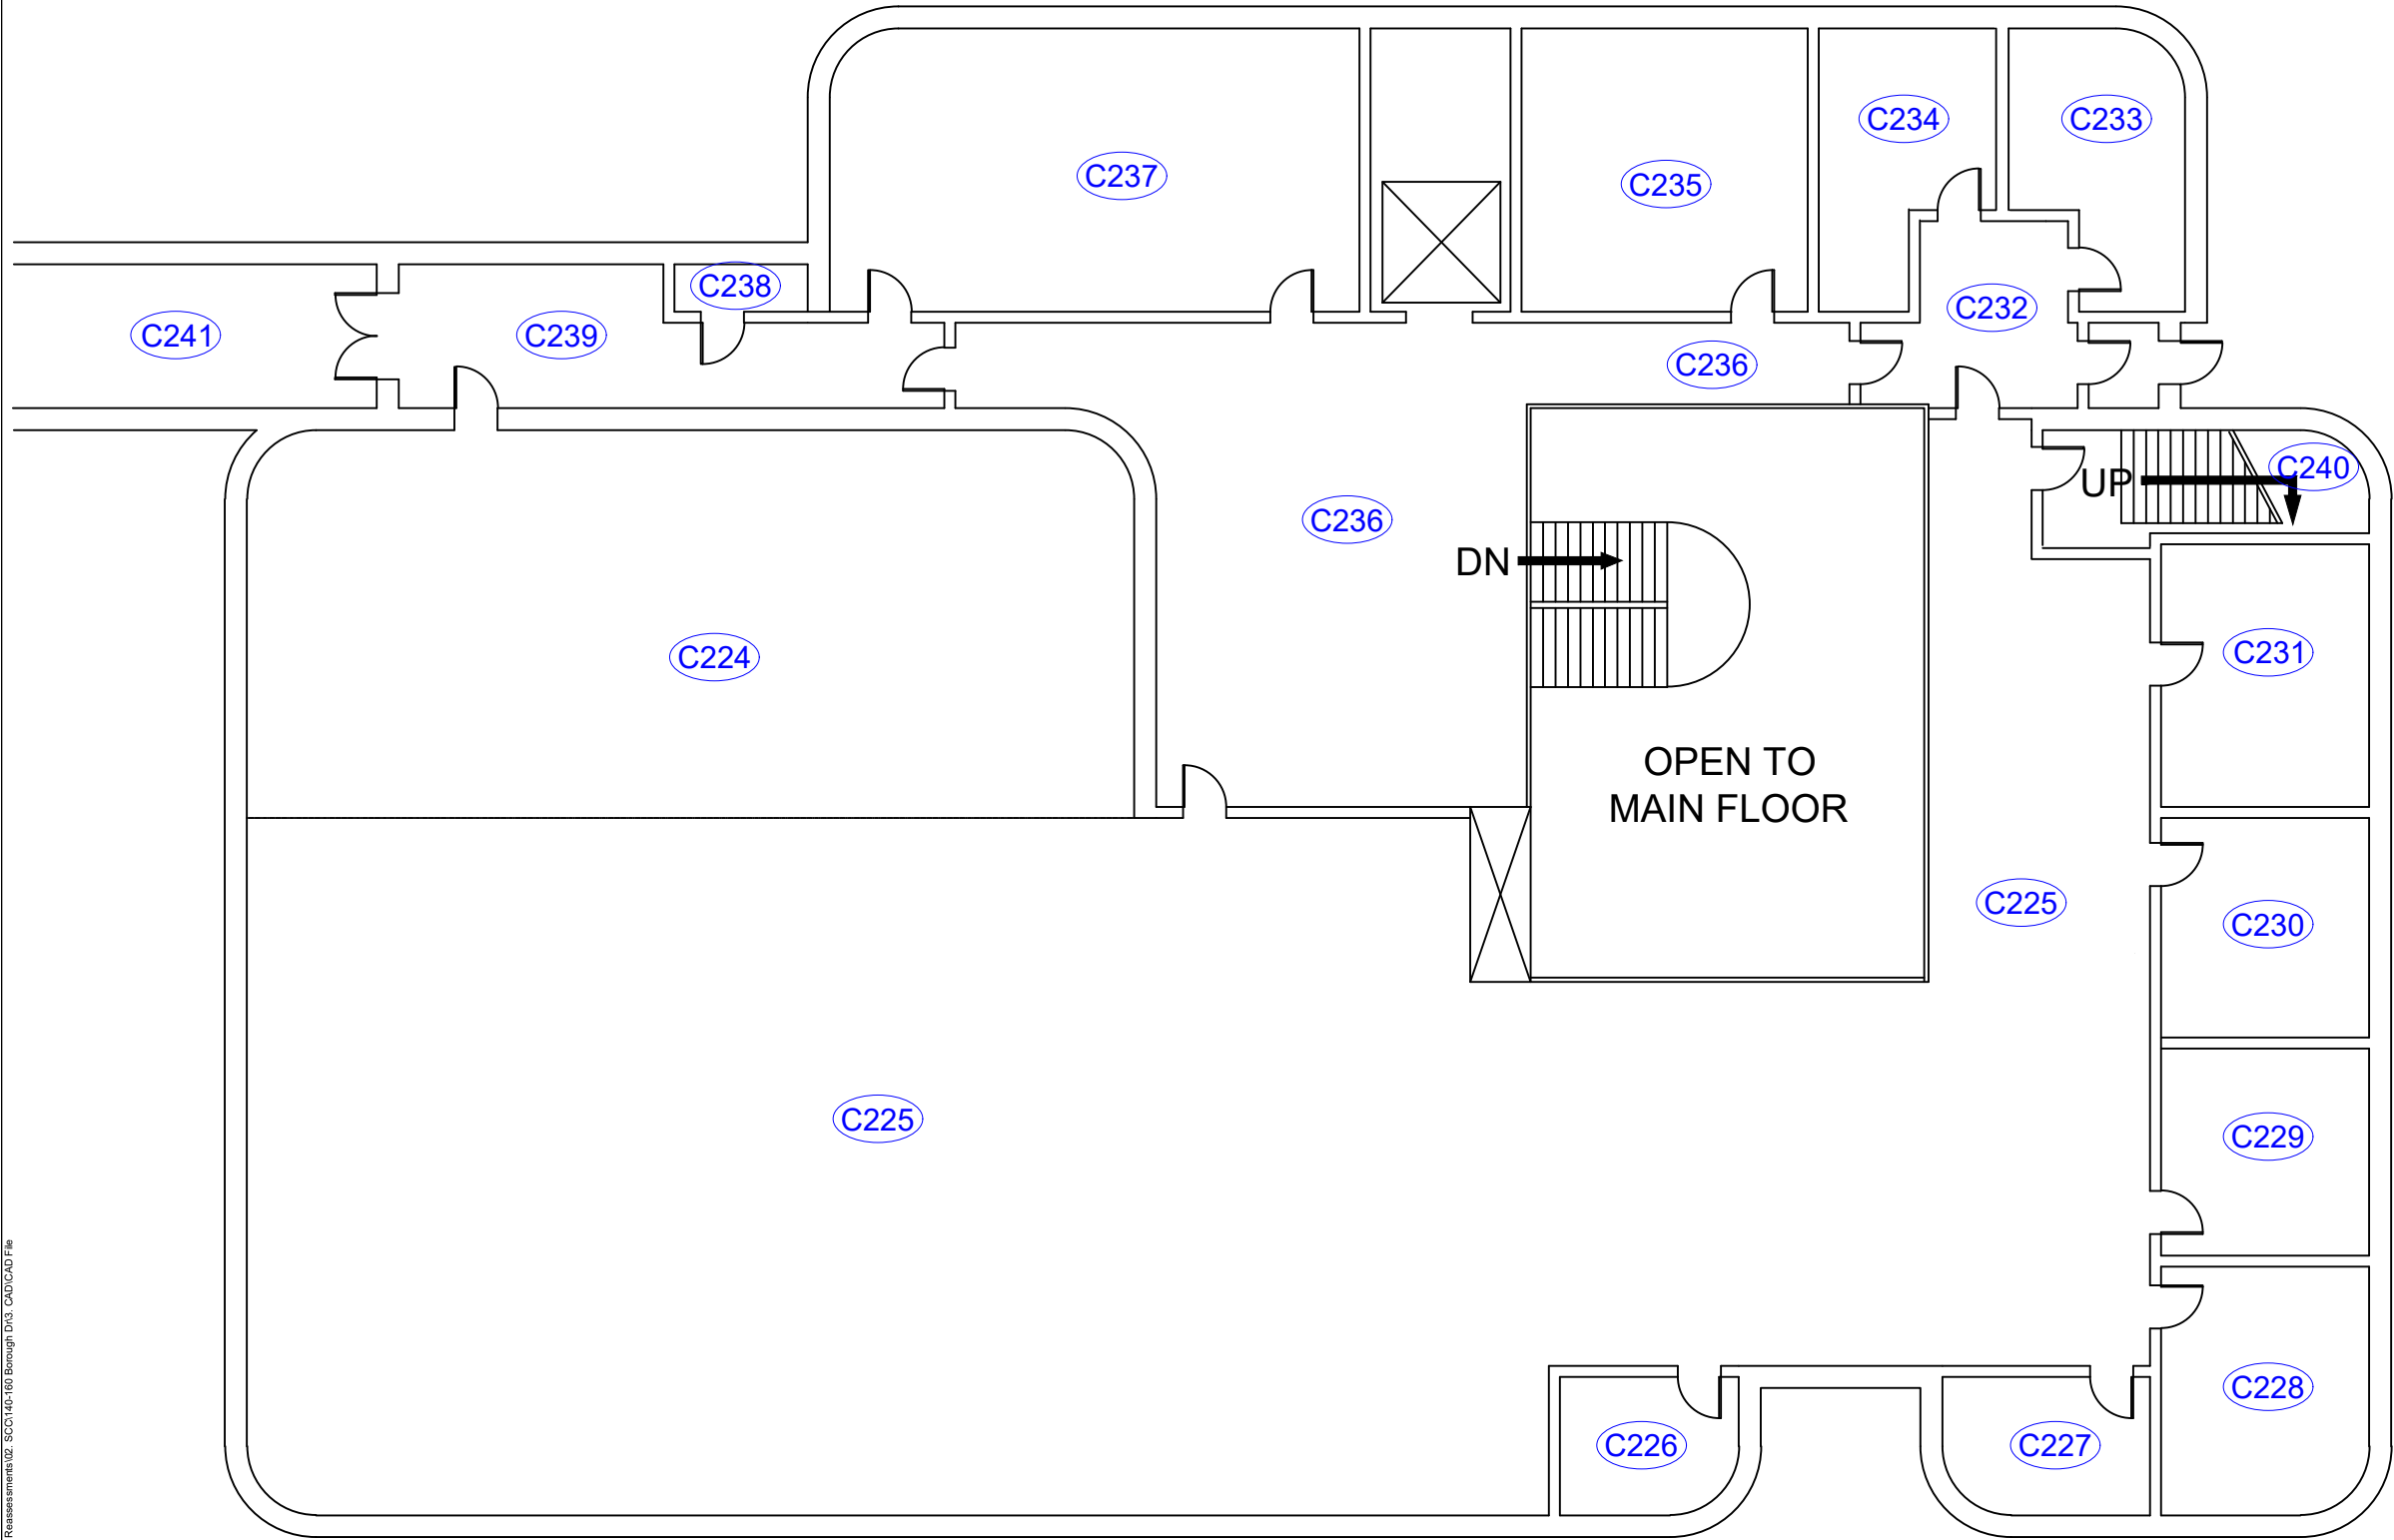 C234
C233
C237
C235
C238
C232
C241
C239
C236
C240
UP
C236
DN
C231
C224
OPEN TO
MAIN FLOOR
C225
C230
C225
C229
C228
C226
C227
Reassessments\02. SCC\140-160 Borough Dr\3. CAD\CAD File